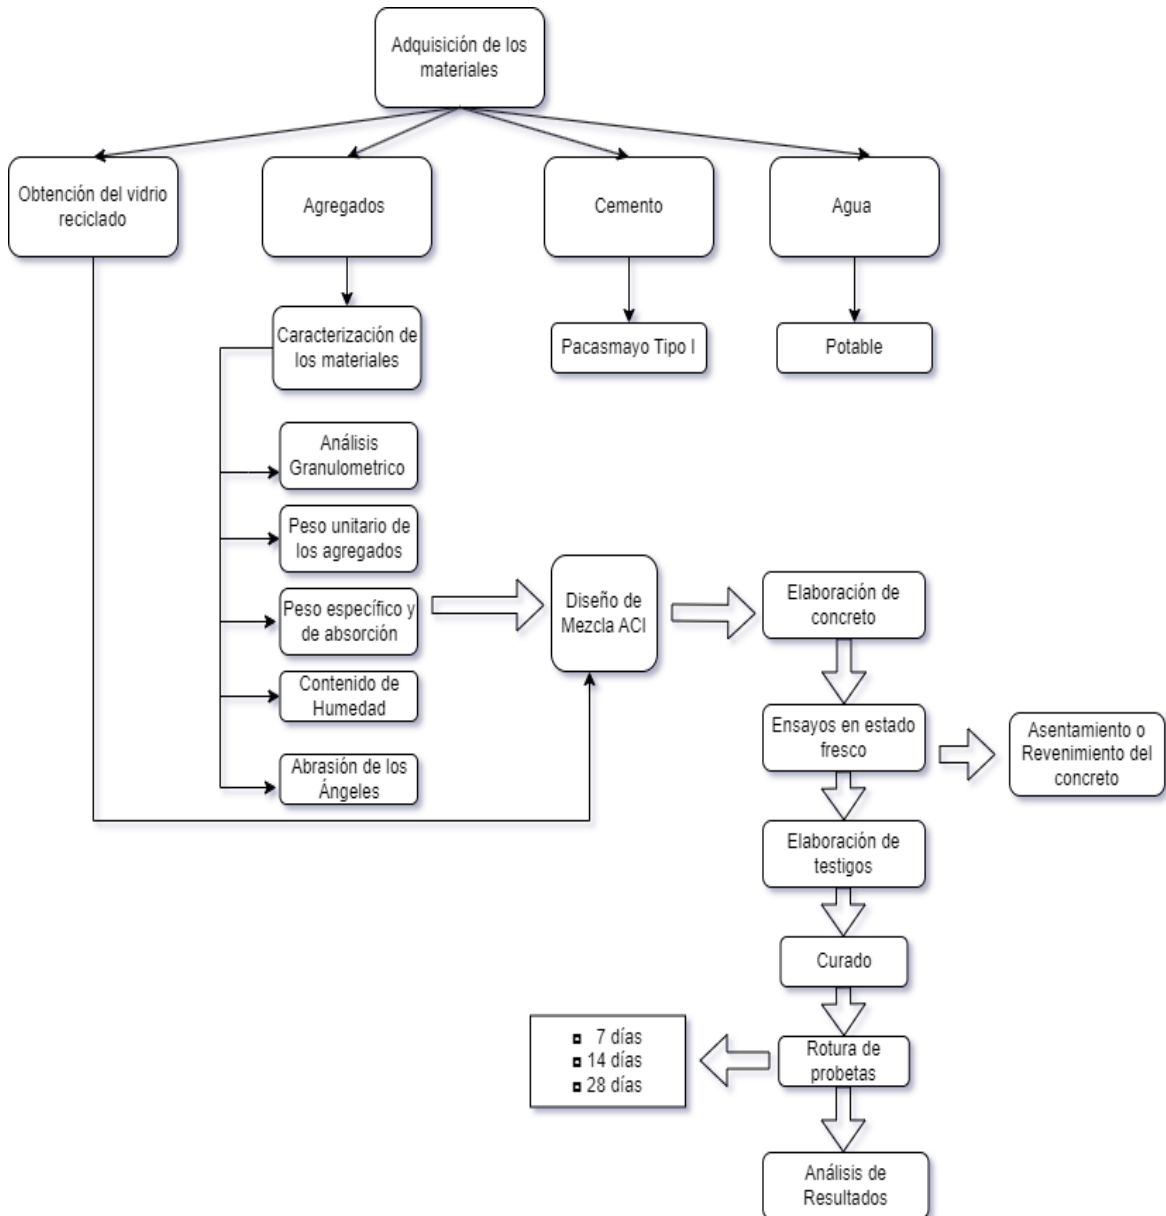 Adquisición de los
materiales
Obtención del vidrio
reciclado
Agregados
Cemento
Agua
Caracterización de
los materiales
Pacasmayo Tipo I
Potable
Análisis
Granulometrico
Peso unitario de
los agregados
Peso específico y
de absorción
Contenido de
Humedad
Abrasión de los
Ángeles
Diseño de
Mezcla ACI
Elaboración de
concreto
Ensayos en estado
fresco
Asentamiento o
Revenimiento del
concreto
Elaboración de
testigos
Curado
Rotura de
probetas
7 días
14 días
28 días
Análisis de
Resultados